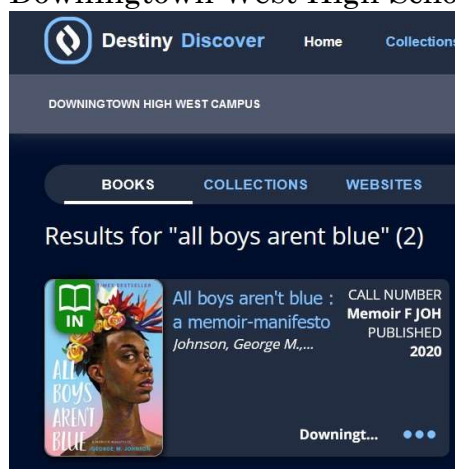 Downingtown West High Scho
Destiny Discover Home Collections
DOWNINGTOWN HIGH WEST CAMPUS
BOOKS COLLECTIONS WEBSITES
Results for "all boys arent blue" (2)
IN
All boys aren't blue :
a memoir-manifesto
Johnson, George M.,...
CALL NUMBER
Memoir F JOH
PUBLISHED
2020
ALL
BOYS
AREN'T
BLUE
GEORGE M. JOHNSON
Downingt...